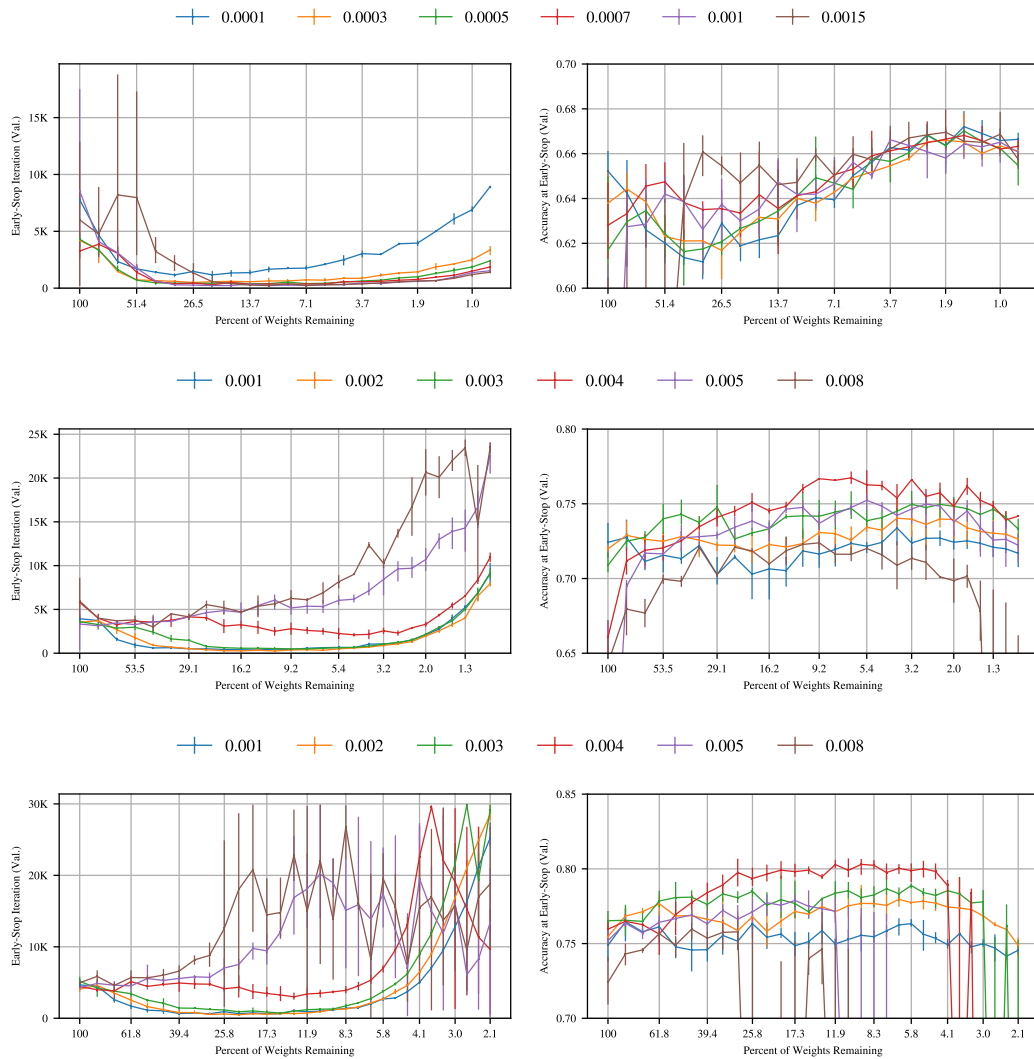 0.0001 0.0003 0.0005 0.0007 0.001 0.0015
Early-Stop Iteration (Val.)
15K
10K
5K
0
100 51.4 26.5 13.7 7.1 3.7 1.9 1.0
Percent of Weights Remaining
Accuracy at Early-Stop (Val.)
0.70
0.68
0.66
0.64
0.62
0.60
100 51.4 26.5 13.7 7.1 3.7 1.9 1.0
Percent of Weights Remaining
0.001 0.002 0.003 0.004 0.005 0.008
Early-Stop Iteration (Val.)
25K
20K
15K
10K
5K
0
100 53.5 29.1 16.2 9.2 5.4 3.2 2.0 1.3
Percent of Weights Remaining
Accuracy at Early-Stop (Val.)
0.80
0.75
0.70
0.65
100 53.5 29.1 16.2 9.2 5.4 3.2 2.0 1.3
Percent of Weights Remaining
0.001 0.002 0.003 0.004 0.005 0.008
Early-Stop Iteration (Val.)
30K
20K
10K
0
100 61.8 39.4 25.8 17.3 11.9 8.3 5.8 4.1 3.0 2.1
Percent of Weights Remaining
Accuracy at Early-Stop (Val.)
0.85
0.80
0.75
0.70
100 61.8 39.4 25.8 17.3 11.9 8.3 5.8 4.1 3.0 2.1
Percent of Weights Remaining